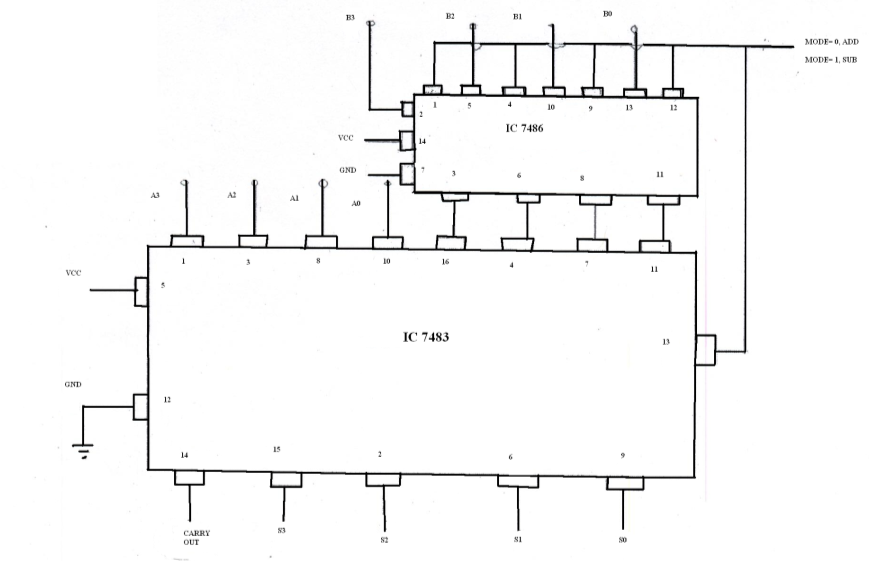 B3
B2
B1
B0
MODE= 0, ADD
MODE= 1, SUB
1
5
4
10
9
13
12
2
IC 7486
VCC
14
GND
7
3
6
8
11
A3
A2
A1
A0
1
3
8
10
16
4
7
11
VCC
5
IC 7483
13
GND
12
14
15
2
6
9
CARRY
OUT
S3
S2
S1
S0